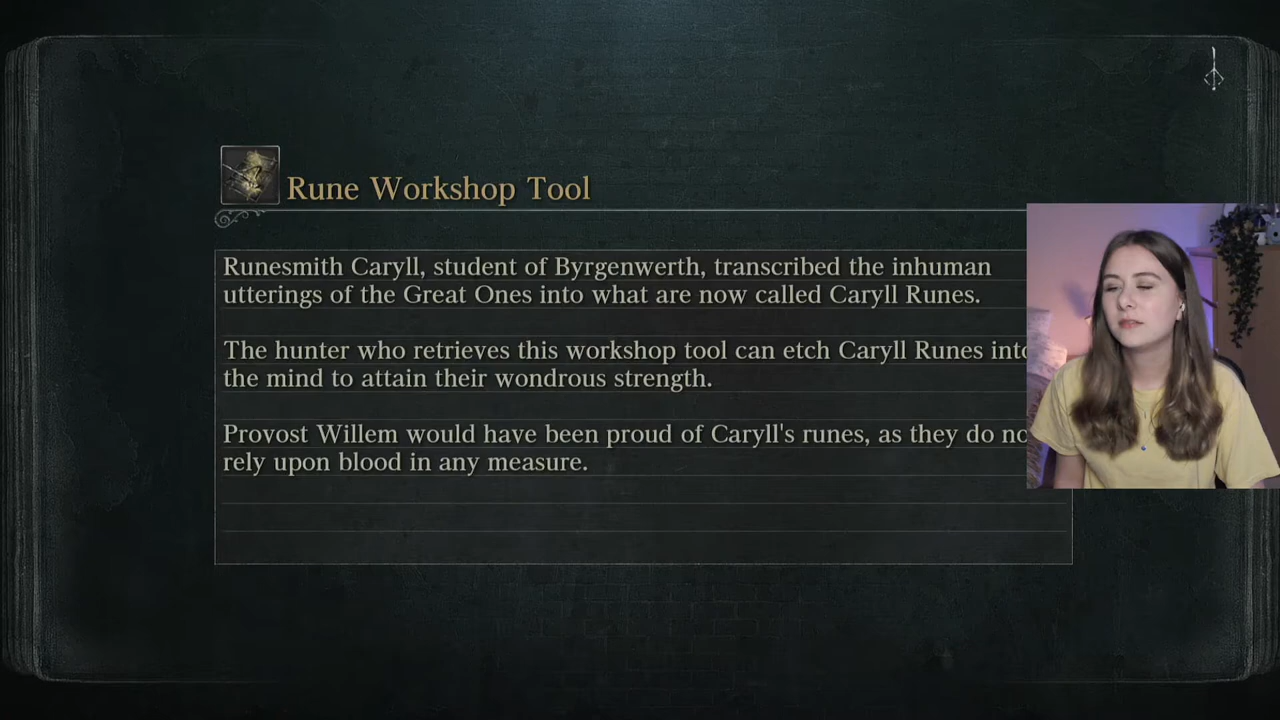 Rune Workshop Tool
Runesmith Caryll, student of Byrgenwerth, transcribed the inhuman
utterings of the Great Ones into what are now called Caryll Runes.
The hunter who retrieves this workshop tool can etch Caryll Runes into
the mind to attain their wondrous strength.
Provost Willem would have been proud of Caryll's runes, as they do no
rely upon blood in any measure.